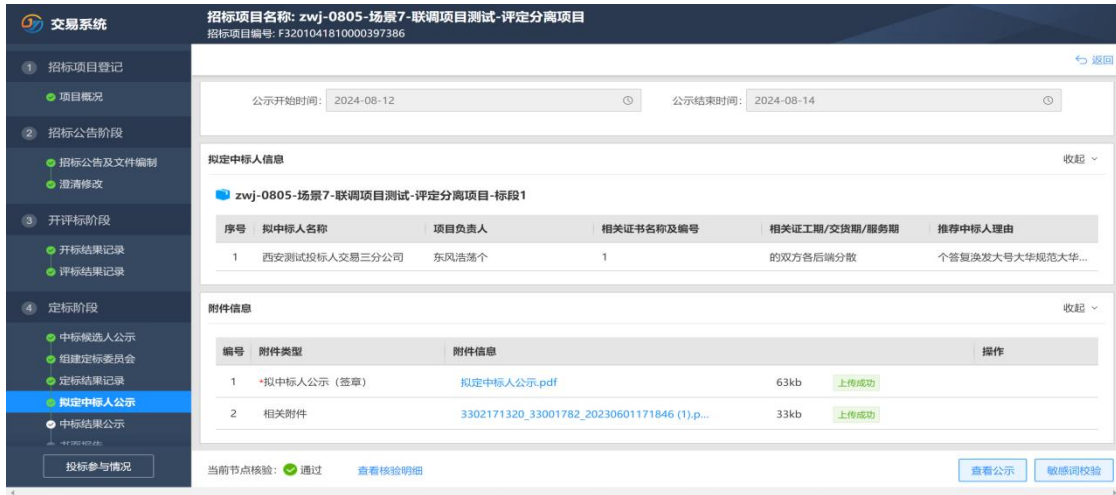 交易系统
招标项目名称: zwj-0805-场景7-联调项目测试-评定分离项目
招标项目编号: F3201041810000397386
返回
1 招标项目登记
项目概况
2 招标公告阶段
招标公告及文件编制
澄清修改
3 开评标阶段
开标结果记录
评标结果记录
4 定标阶段
中标候选人公示
组建定标委员会
定标结果记录
拟定中标人公示
中标结果公示
书面报告
投标参与情况
公示开始时间: 2024-08-12 公示结束时间: 2024-08-14
拟定中标人信息 收起
zwj-0805-场景7-联调项目测试-评定分离项目-标段1
序号 拟中标人名称 项目负责人 相关证书名称及编号 相关证工期/交货期/服务期 推荐中标人理由
1 西安测试投标人交易三分公司 东风浩荡个 1 的双方各后端分散 个答复涣发大号大华规范大华...
附件信息 收起
编号 附件类型 附件信息 操作
1 *拟中标人公示（签章） 拟定中标人公示.pdf 63kb 上传成功
2 相关附件 3302171320_33001782_20230601171846 (1).p... 33kb 上传成功
当前节点核验: 通过 查看核验明细 查看公示 敏感词校验